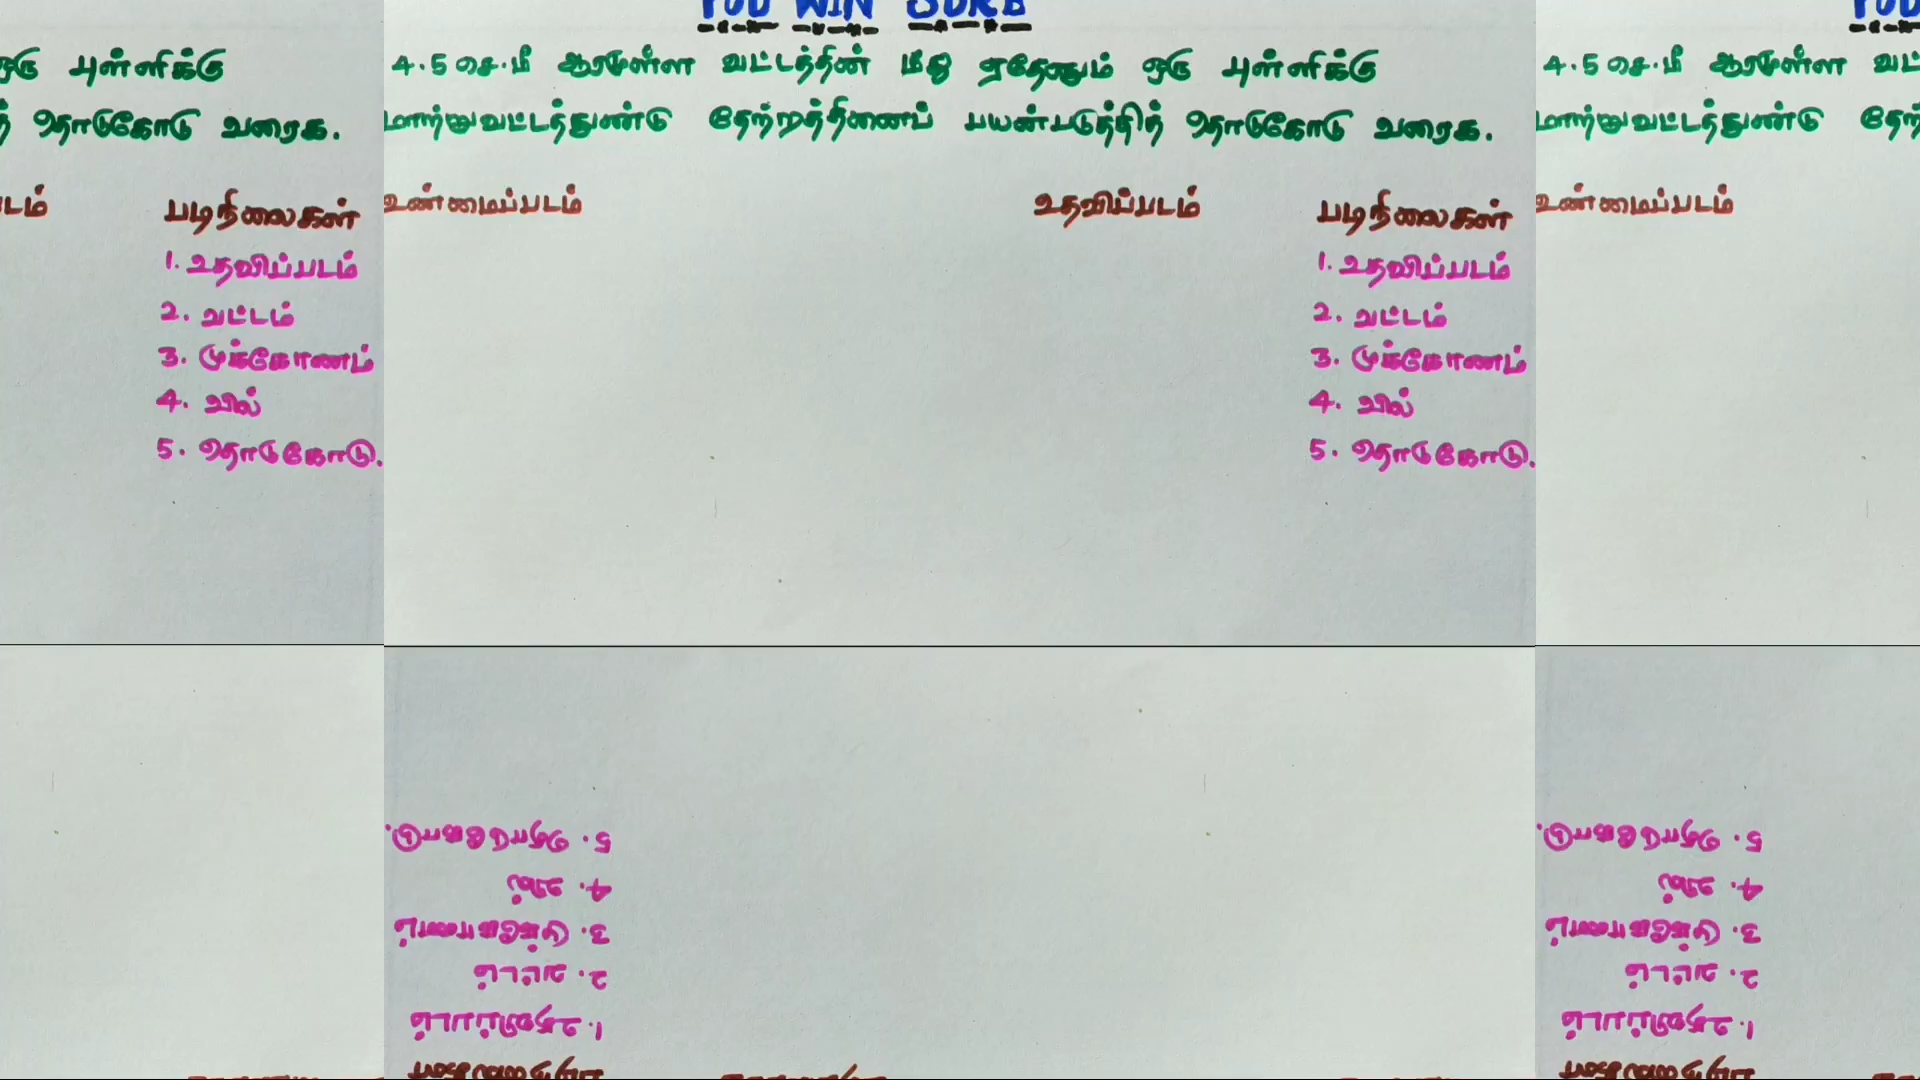 YOU WIN SURE
4.5 செ.மீ ஆரமுள்ள வட்டத்தின் மீது ஏதேனும் ஒரு புள்ளிக்கு
மாற்றுவட்டத்துண்டு தேற்றத்தினைப் பயன்படுத்தித் தொடுகோடு வரைக.
உண்மைப்படம் உதவிப்படம் படிநிலைகள்
1. உதவிப்படம்
2. வட்டம்
3. முக்கோணம்
4. வில்
5. தொடுகோடு.